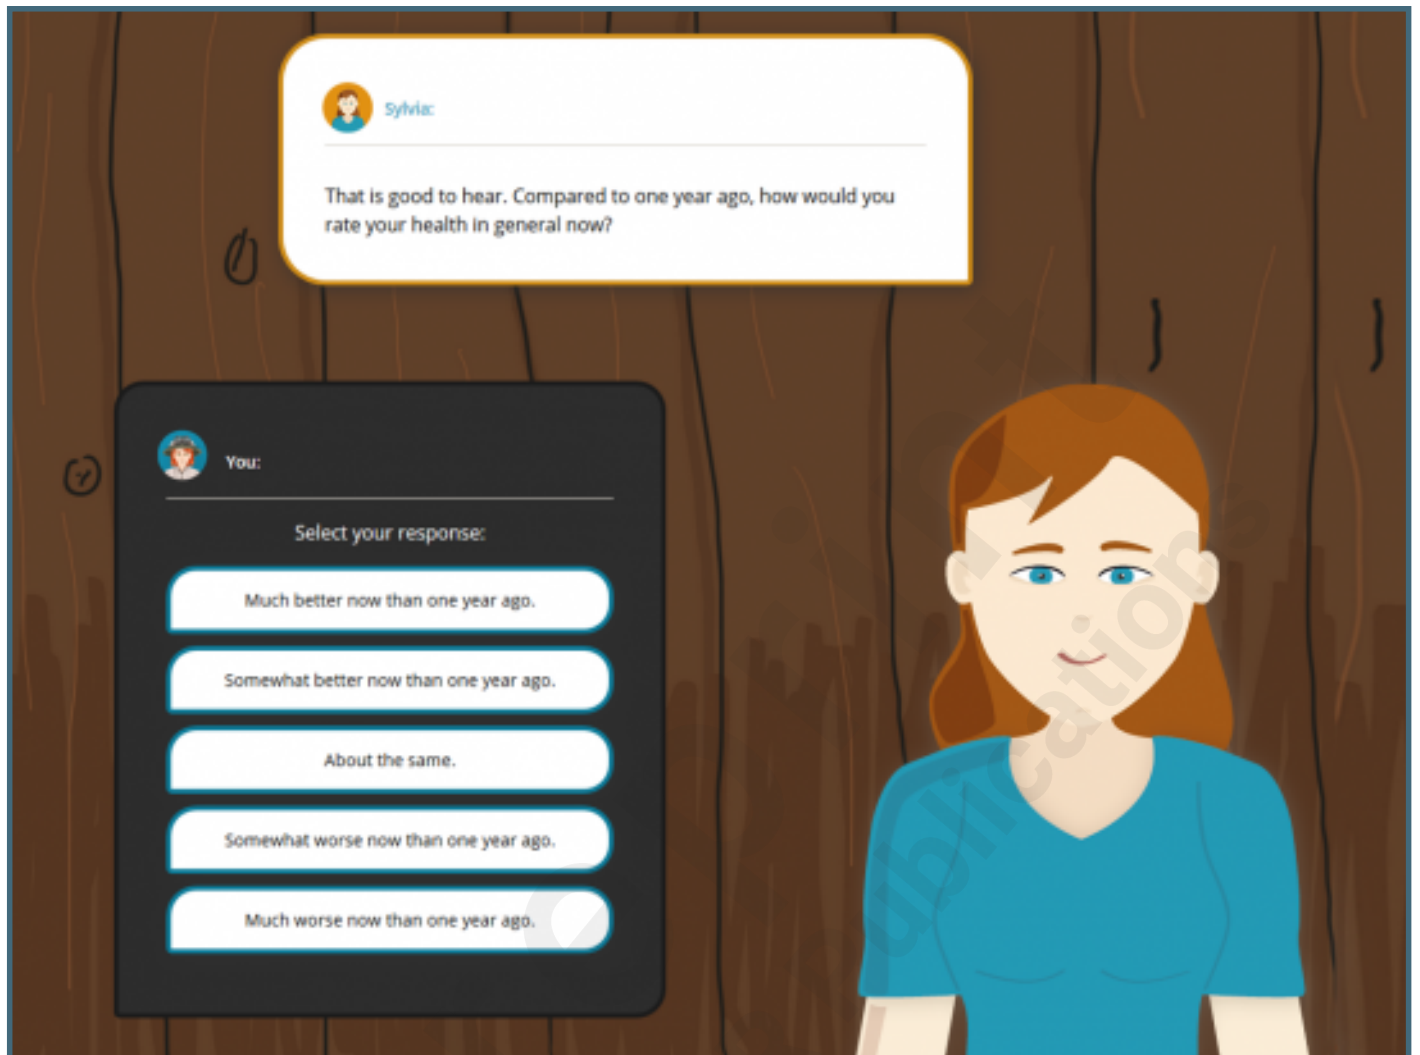 Sylvia:
That is good to hear. Compared to one year ago, how would you
rate your health in general now?
You:
Select your response:
Much better now than one year ago.
Somewhat better now than one year ago.
About the same.
Somewhat worse now than one year ago.
Much worse now than one year ago.
publications